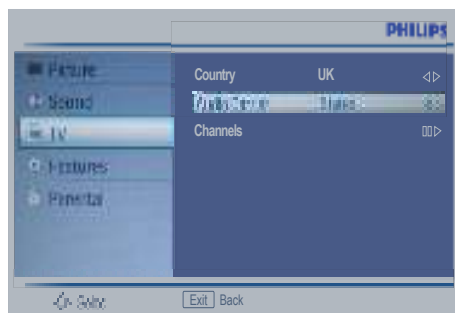 PHILIPS
Picture
Sound
TV
Features
Parental
Country UK
Channels
Exit Back